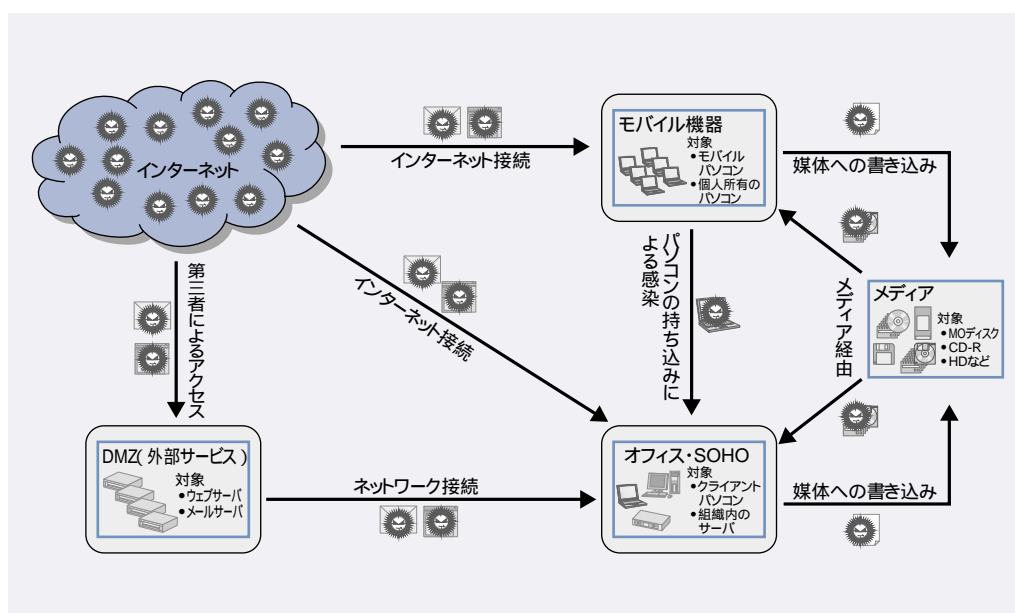 インターネット
インターネット接続
モバイル機器
対象
•モバイル
パソコン
•個人所有の
パソコン
媒体への書き込み
第三者によるアクセス
インターネット接続
パソコンの持ち込みに
よる感染
メディア経由
メディア
対象
•MOディスク
•CD-R
•HDなど
DMZ(外部サービス)
対象
•ウェブサーバ
•メールサーバ
ネットワーク接続
オフィス・SOHO
対象
•クライアント
パソコン
•組織内の
サーバ
媒体への書き込み